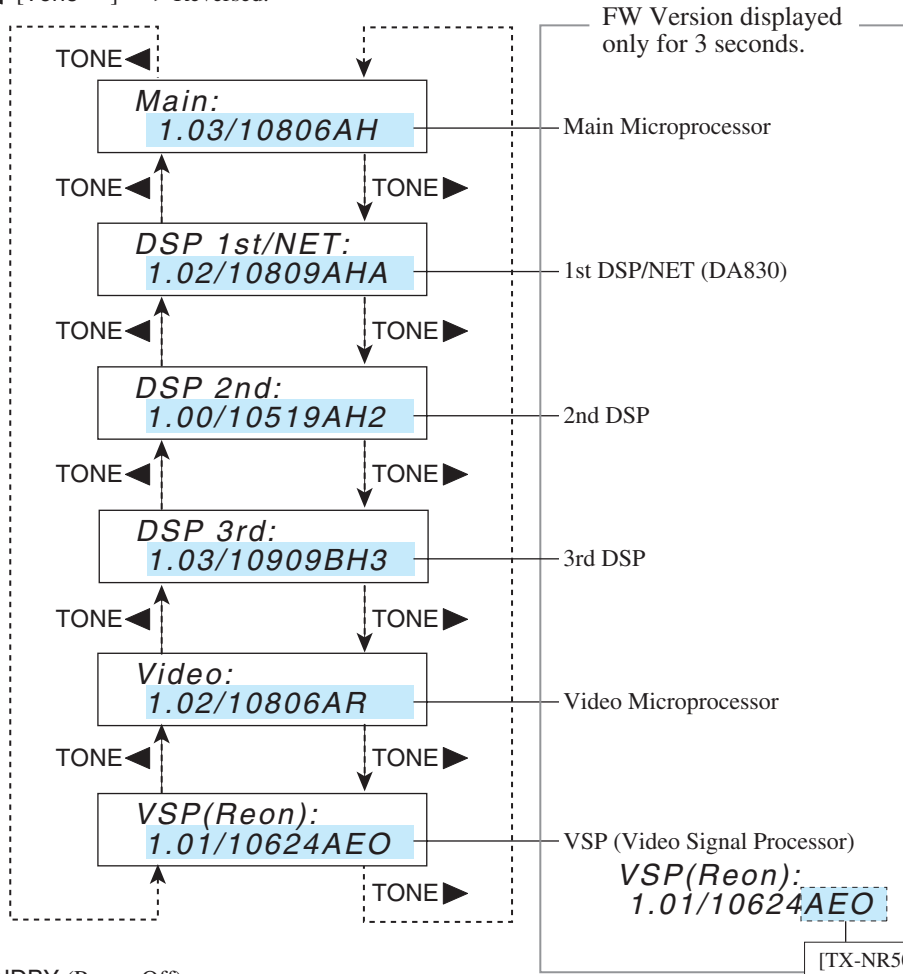 FW Version displayed
only for 3 seconds.
TONE◀
Main:
1.03/10806AH
Main Microprocessor
TONE◀ TONE▶
DSP 1st/NET:
1.02/10809AHA
1st DSP/NET (DA830)
TONE◀ TONE▶
DSP 2nd:
1.00/10519AH2
2nd DSP
TONE◀ TONE▶
DSP 3rd:
1.03/10909BH3
3rd DSP
TONE◀ TONE▶
Video:
1.02/10806AR
Video Microprocessor
TONE◀ TONE▶
VSP(Reon):
1.01/10624AEO
VSP (Video Signal Processor)
TONE▶
VSP(Reon):
1.01/10624AEO